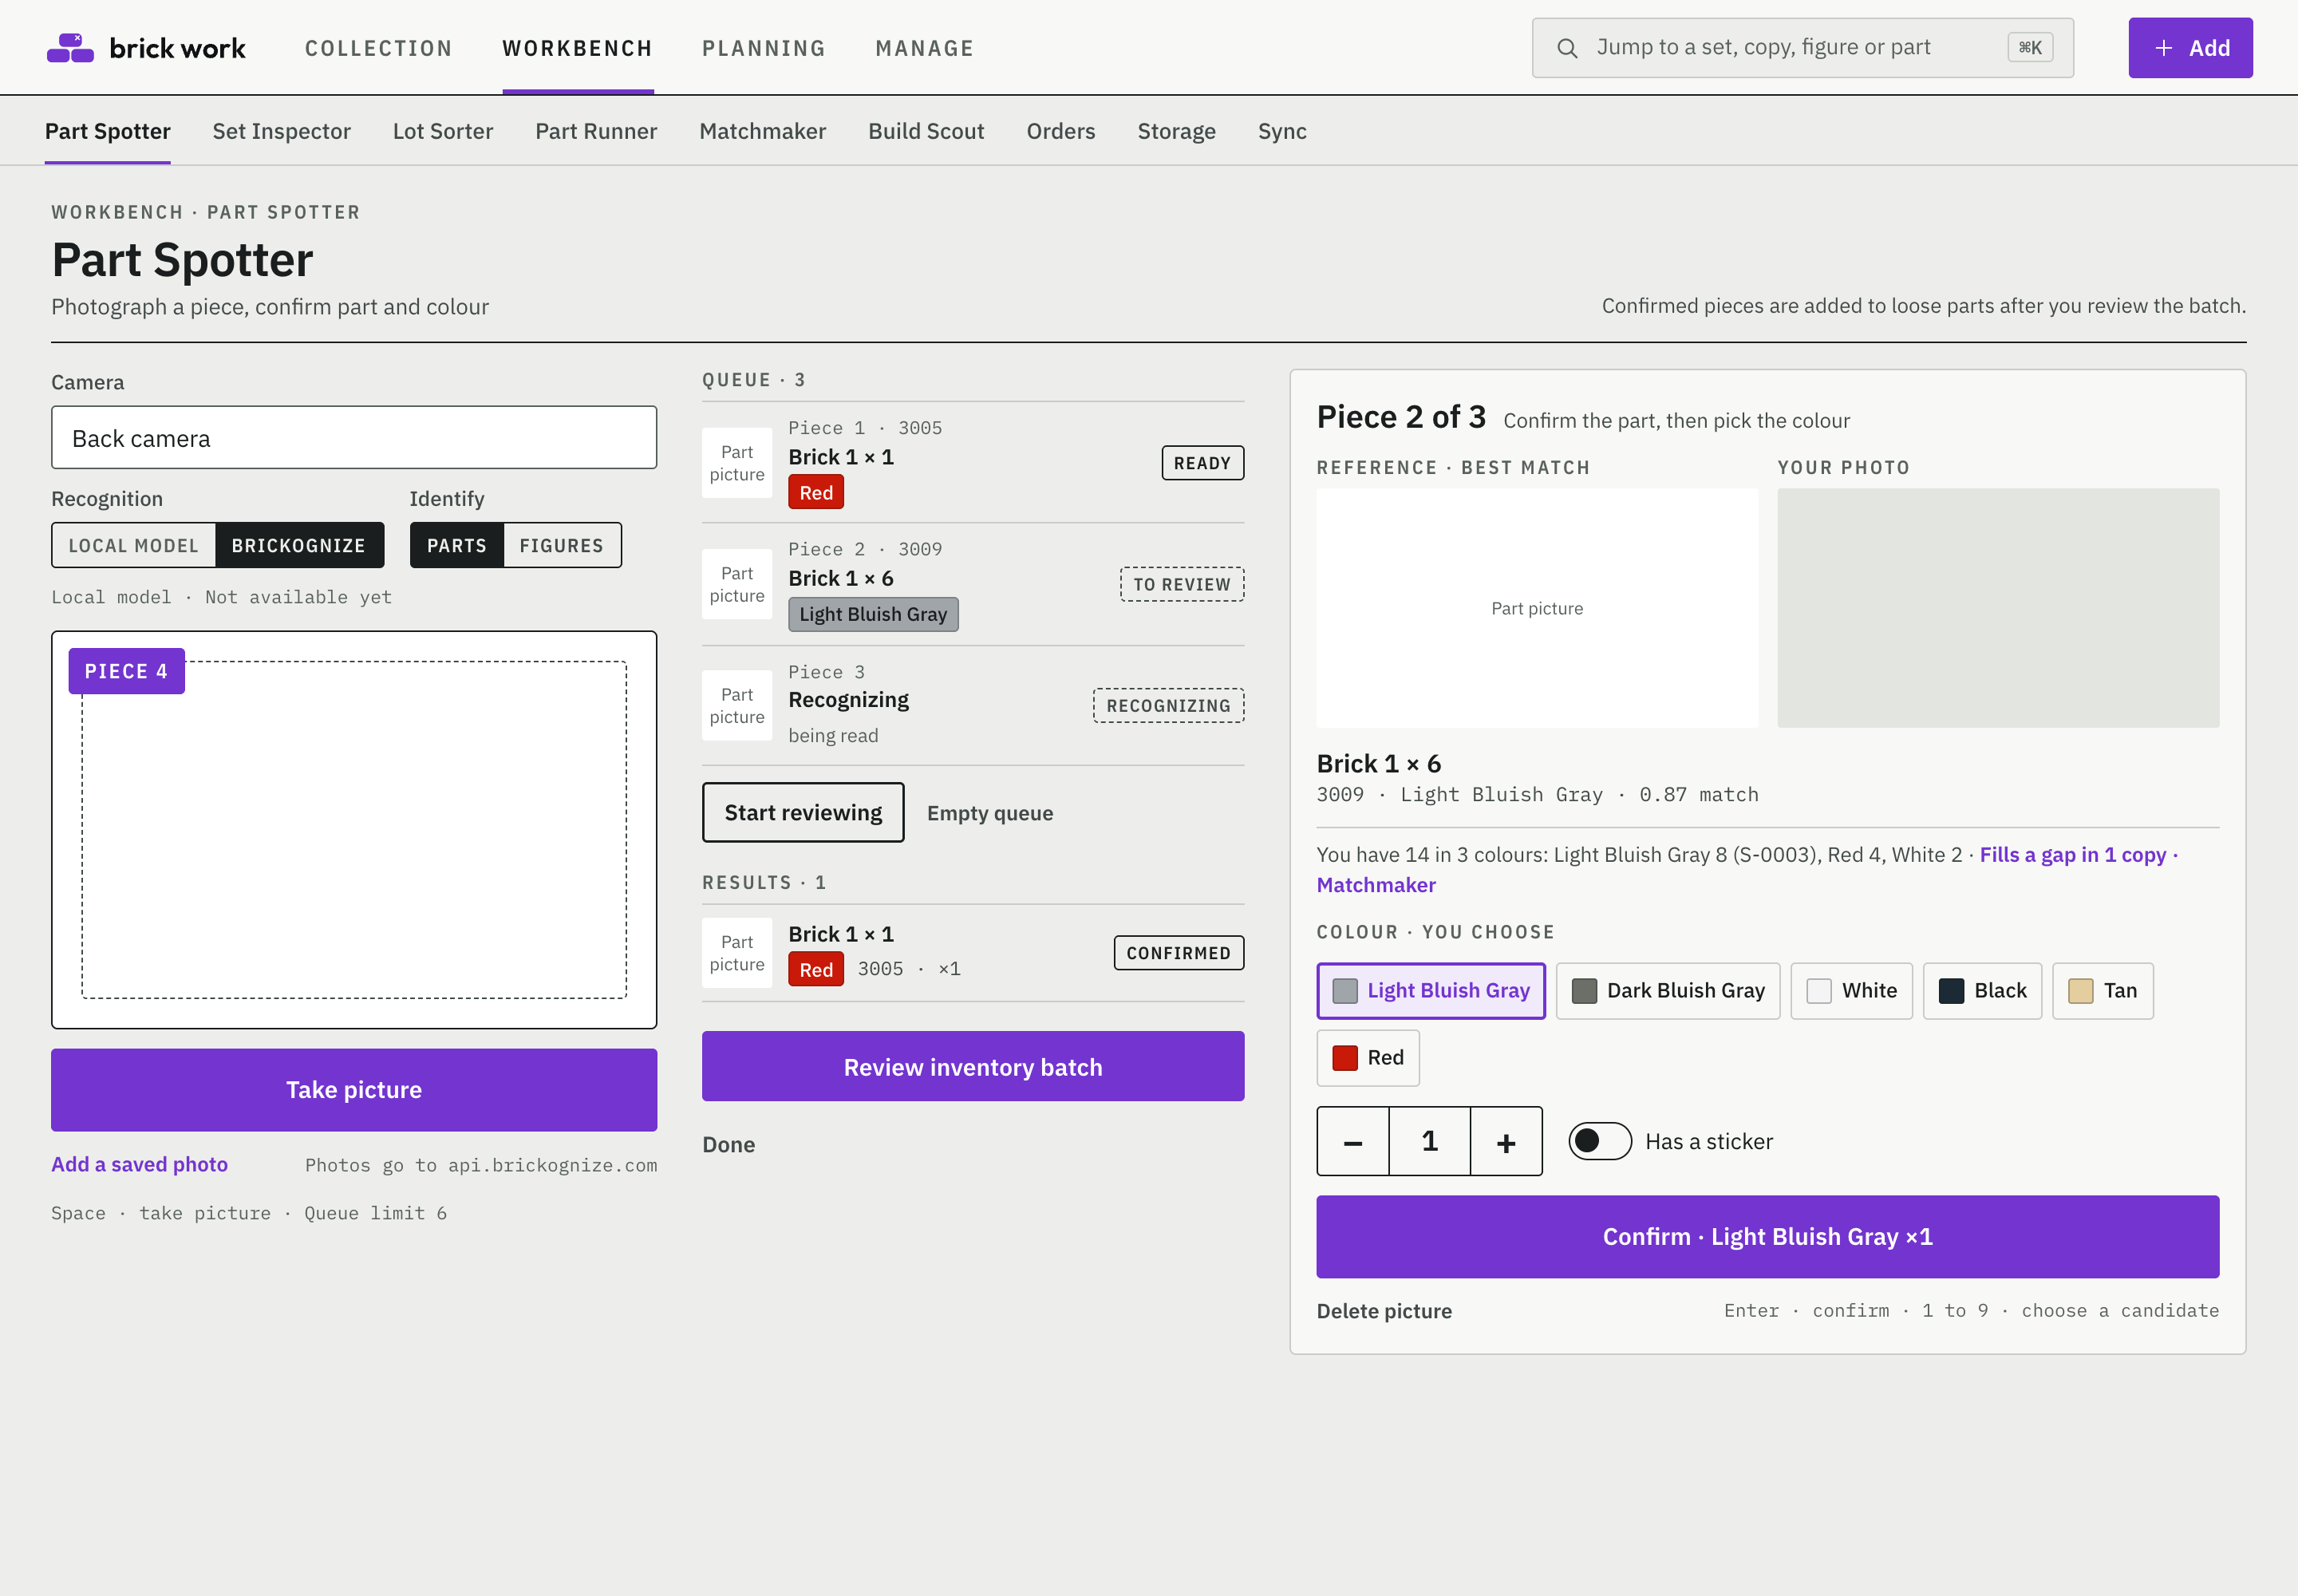 brick work
COLLECTION
WORKBENCH
PLANNING
MANAGE
Jump to a set, copy, figure or part
⌘K
+ Add
Part Spotter
Set Inspector
Lot Sorter
Part Runner
Matchmaker
Build Scout
Orders
Storage
Sync
WORKBENCH · PART SPOTTER
Part Spotter
Photograph a piece, confirm part and colour
Confirmed pieces are added to loose parts after you review the batch.
Camera
Back camera
Recognition
Identify
LOCAL MODEL
BRICKOGNIZE
PARTS
FIGURES
Local model · Not available yet
PIECE 4
Take picture
Add a saved photo
Photos go to api.brickognize.com
Space · take picture · Queue limit 6
QUEUE · 3
Part
picture
Piece 1 · 3005
Brick 1 × 1
Red
READY
Part
picture
Piece 2 · 3009
Brick 1 × 6
Light Bluish Gray
TO REVIEW
Part
picture
Piece 3
Recognizing
being read
RECOGNIZING
Start reviewing
Empty queue
RESULTS · 1
Part
picture
Brick 1 × 1
Red
3005 · ×1
CONFIRMED
Review inventory batch
Done
Piece 2 of 3
Confirm the part, then pick the colour
REFERENCE · BEST MATCH
YOUR PHOTO
Part picture
Brick 1 × 6
3009 · Light Bluish Gray · 0.87 match
You have 14 in 3 colours: Light Bluish Gray 8 (S-0003), Red 4, White 2 · Fills a gap in 1 copy ·
Matchmaker
COLOUR · YOU CHOOSE
Light Bluish Gray
Dark Bluish Gray
White
Black
Tan
Red
− 1 +
Has a sticker
Confirm · Light Bluish Gray ×1
Delete picture
Enter · confirm · 1 to 9 · choose a candidate